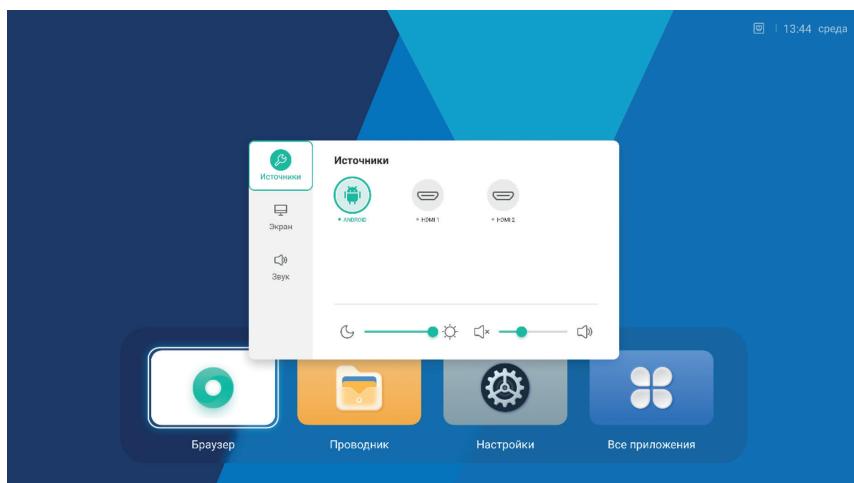 13:44 среда
Источники
Источники
ANDROID
HDMI 1
HDMI 2
Экран
Звук
Браузер
Проводник
Настройки
Все приложения